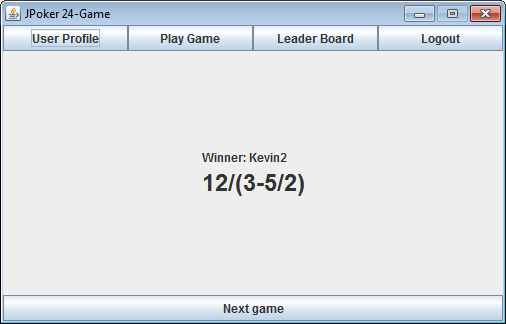 JPoker 24-Game
User Profile Play Game Leader Board Logout
Winner: Kevin2
12/(3-5/2)
Next game